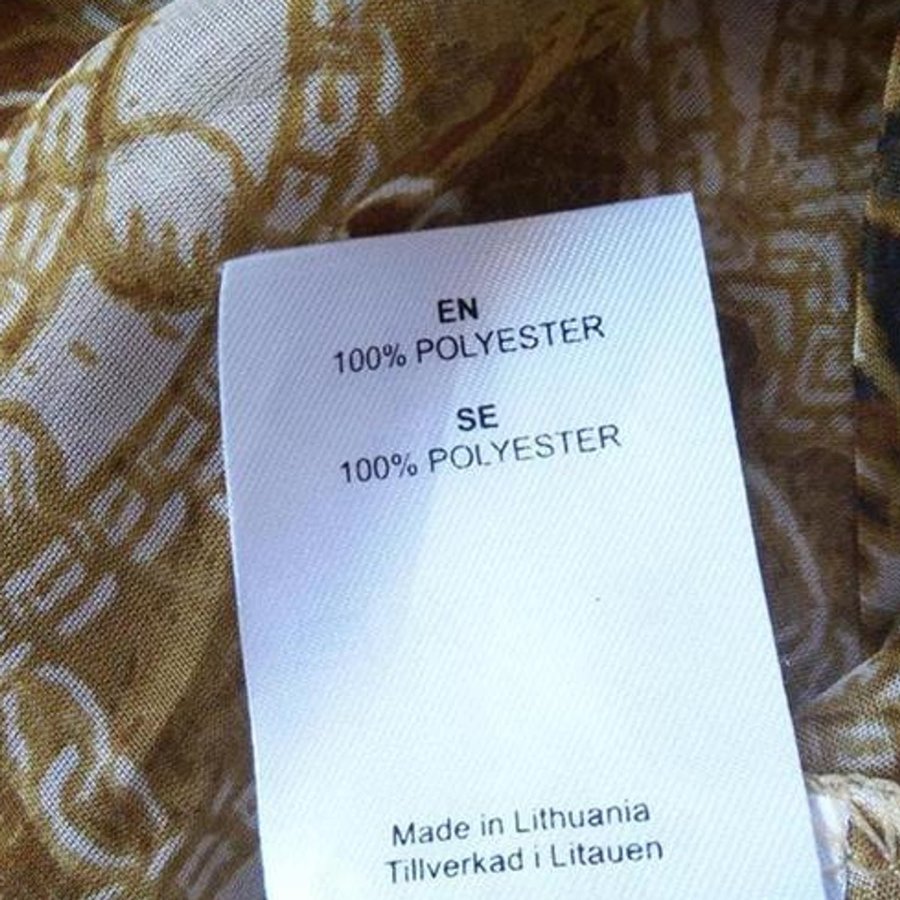 EN
100% POLYESTER
SE
100% POLYESTER
Made in Lithuania
Tillverkad i Litauen